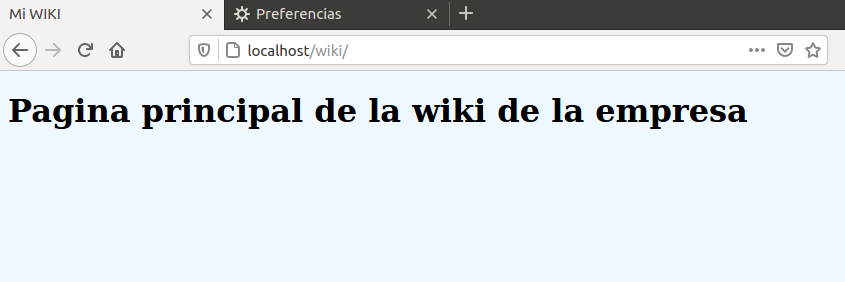 Mi WIKI
Preferencias
localhost/wiki/
Pagina principal de la wiki de la empresa